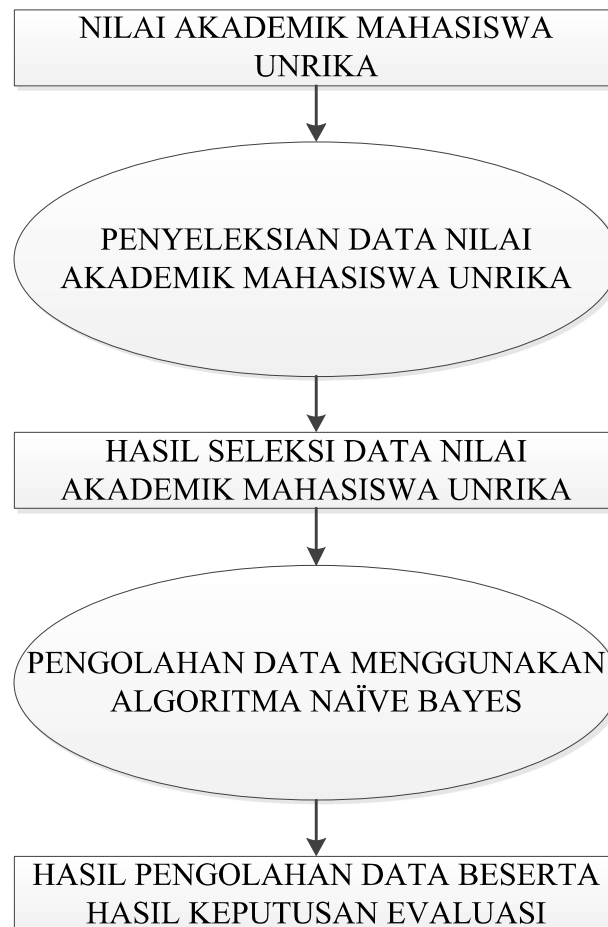 NILAI AKADEMIK MAHASISWA
UNRIKA
PENYELEKSIAN DATA NILAI
AKADEMIK MAHASISWA UNRIKA
HASIL SELEKSI DATA NILAI
AKADEMIK MAHASISWA UNRIKA
PENGOLAHAN DATA MENGGUNAKAN
ALGORITMA NAÏVE BAYES
HASIL PENGOLAHAN DATA BESERTA
HASIL KEPUTUSAN EVALUASI